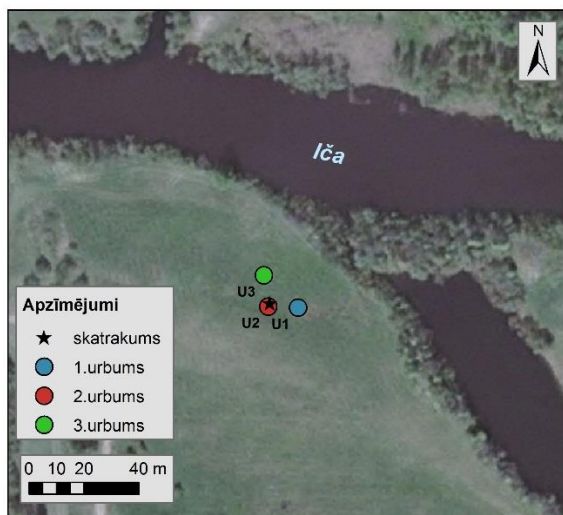 N
Iča
U3
U2 U1
Apzīmējumi
skatrakums
1.urbums
2.urbums
3.urbums
0 10 20 40 m